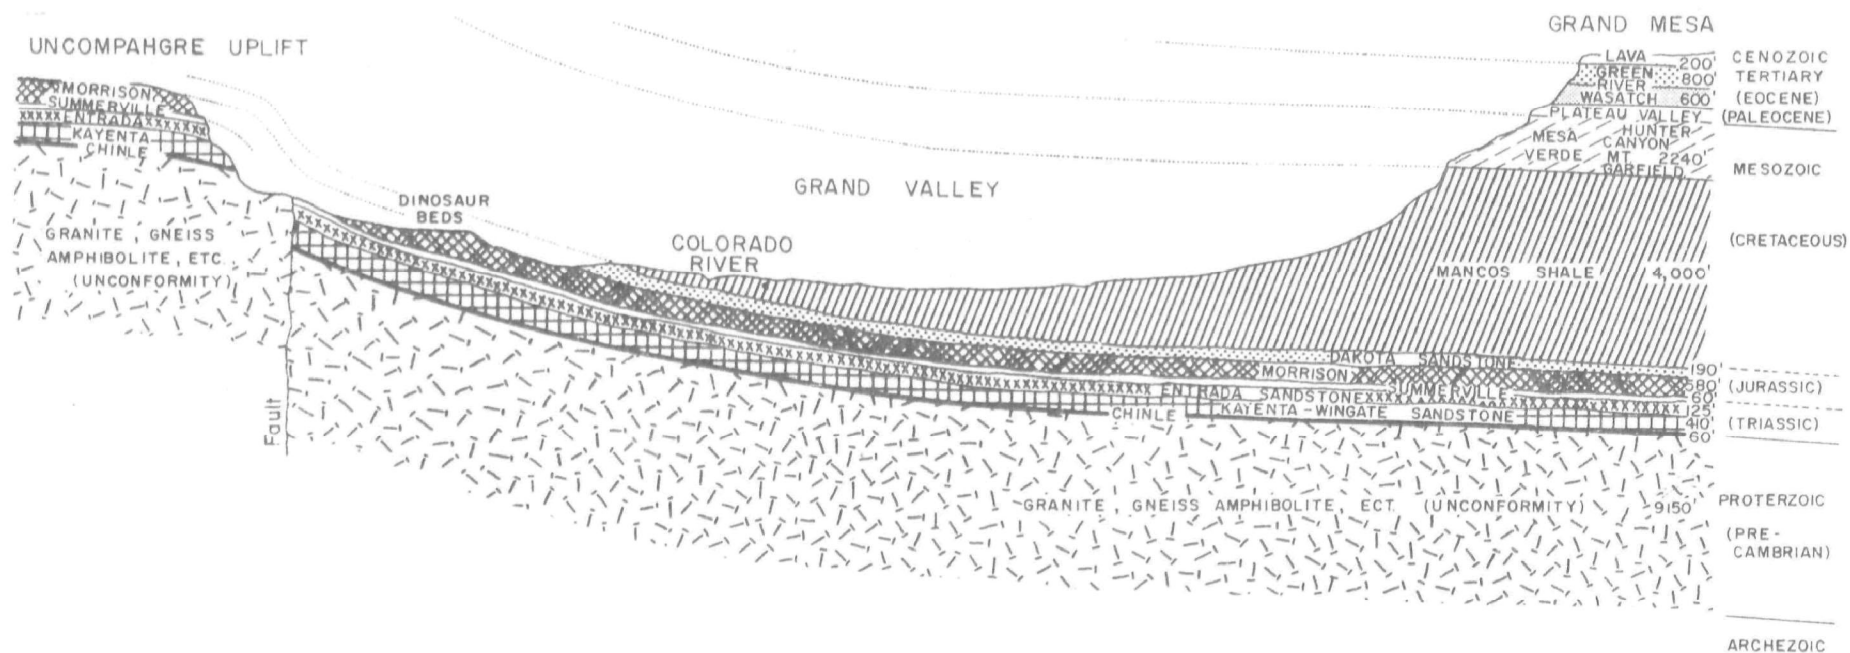 UNCOMPAHGRE UPLIFT
MORRISON
SUMMERVILLE
ENTRADA
KAYENTA
CHINLE
GRANITE, GNEISS
AMPHIBOLITE, ETC.
(UNCONFORMITY)
Fault
DINOSAUR
BEDS
COLORADO
RIVER
GRAND VALLEY
GRAND MESA
LAVA 200'
GREEN 800'
RIVER
WASATCH 600'
PLATEAU VALLEY
HUNTER
MESA CANYON
VERDE MT 2240'
GARFIELD
MANCOS SHALE 4,000'
DAKOTA SANDSTONE 190'
MORRISON 580'
SUMMERVILLE 60'
ENTRADA SANDSTONE 125'
KAYENTA-WINGATE SANDSTONE 410'
CHINLE 60'
GRANITE, GNEISS AMPHIBOLITE, ECT. (UNCONFORMITY) 9150'
CENOZOIC
TERTIARY
(EOCENE)
(PALEOCENE)
MESOZOIC
(CRETACEOUS)
(JURASSIC)
(TRIASSIC)
PROTERZOIC
(PRE-
CAMBRIAN)
ARCHEZOIC